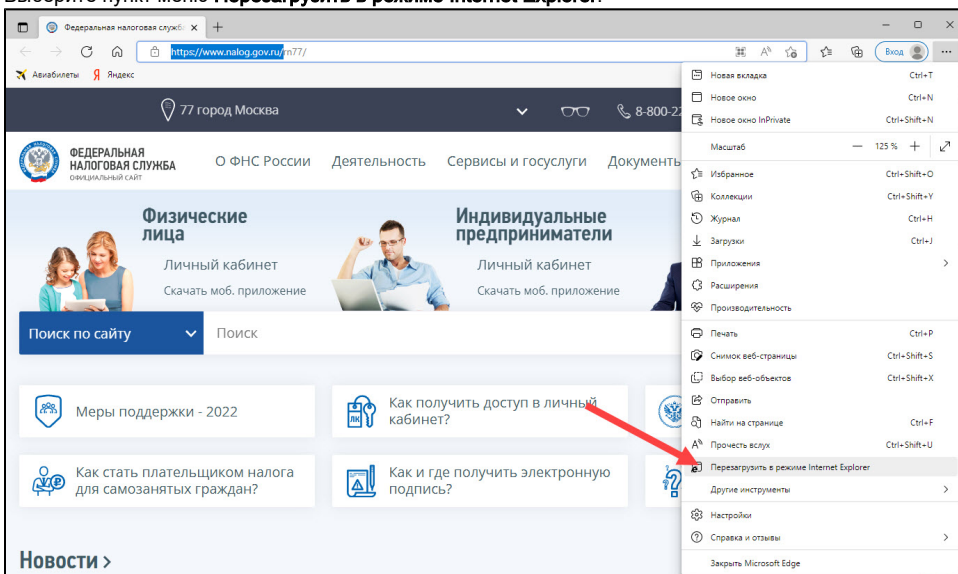 Выберите пункт меню Перезагрузить в режиме Internet Explorer.
Федеральная налоговая служб
https://www.nalog.gov.ru/rn77/
Вход
Авиабилеты Яндекс
77 город Москва
8-800-22
ФЕДЕРАЛЬНАЯ
НАЛОГОВАЯ СЛУЖБА
ОФИЦИАЛЬНЫЙ САЙТ
О ФНС России Деятельность Сервисы и госуслуги Документы
Физические
лица
Личный кабинет
Скачать моб. приложение
Индивидуальные
предприниматели
Личный кабинет
Скачать моб. приложение
Поиск по сайту Поиск
Меры поддержки - 2022
Как получить доступ в личный
кабинет?
Как стать плательщиком налога
для самозанятых граждан?
Как и где получить электронную
подпись?
Новости >
Новая вкладка Ctrl+T
Новое окно Ctrl+N
Новое окно InPrivate Ctrl+Shift+N
Масштаб — 125 % +
Избранное Ctrl+Shift+O
Коллекции Ctrl+Shift+Y
Журнал Ctrl+H
Загрузки Ctrl+J
Приложения
Расширения
Производительность
Печать Ctrl+P
Снимок веб-страницы Ctrl+Shift+S
Выбор веб-объектов Ctrl+Shift+X
Отправить
Найти на странице Ctrl+F
Прочесть вслух Ctrl+Shift+U
Перезагрузить в режиме Internet Explorer
Другие инструменты
Настройки
Справка и отзывы
Закрыть Microsoft Edge